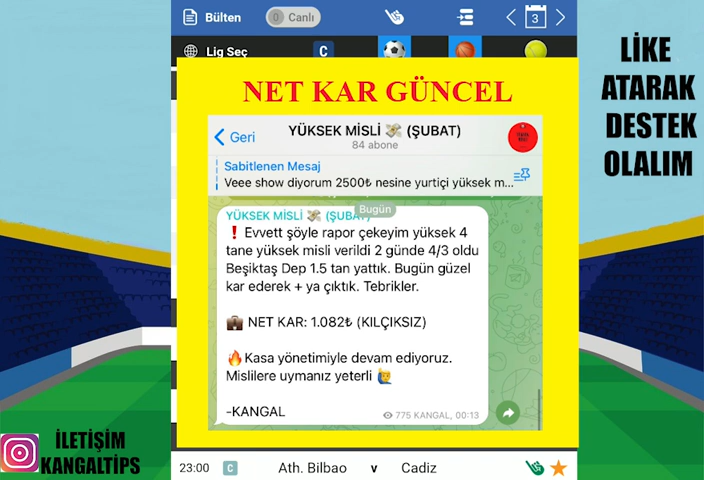 Bülten
0 Canlı
3
Lig Seç
C
NET KAR GÜNCEL
Geri
YÜKSEK MİSLİ 💸 (ŞUBAT)
84 abone
Sabitlenen Mesaj
Veee show diyorum 2500₺ nesine yurtiçi yüksek m...
Bugün
YÜKSEK MİSLİ 💸 (ŞUBAT)
❗ Evvett şöyle rapor çekeyim yüksek 4
tane yüksek misli verildi 2 günde 4/3 oldu
Beşiktaş Dep 1.5 tan yattık. Bugün güzel
kar ederek + ya çıktık. Tebrikler.
💼 NET KAR: 1.082₺ (KILÇIKSIZ)
🔥Kasa yönetimiyle devam ediyoruz.
Mislilere uymanız yeterli 🙋‍♂️
-KANGAL
775 KANGAL, 00:13
23:00 C Ath. Bilbao v Cadiz
LİKE
ATARAK
DESTEK
OLALIM
İLETİŞİM
KANGALTİPS